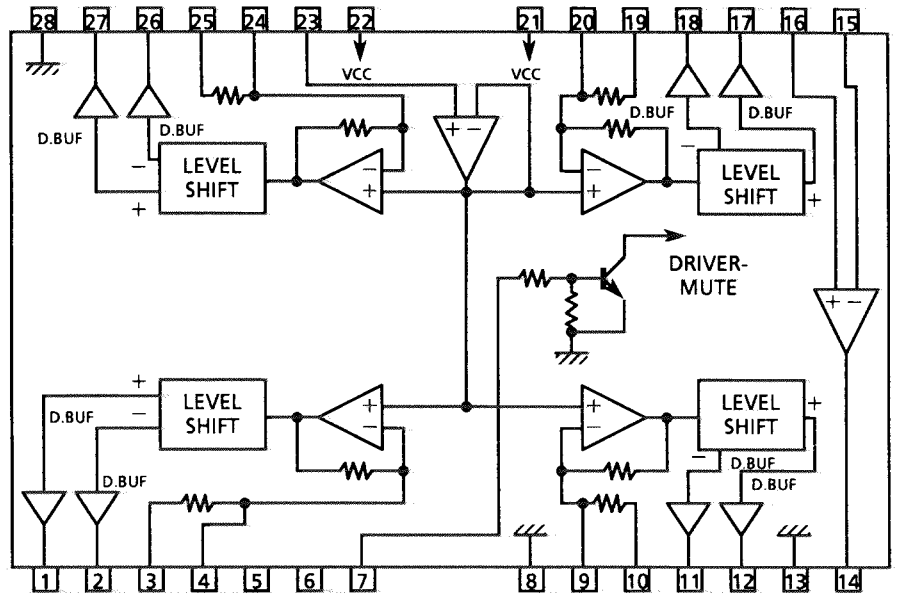 28 27 26 25 24 23 22 21 20 19 18 17 16 15
VCC VCC
D.BUF D.BUF D.BUF D.BUF
+ −
− LEVEL SHIFT − + − + − LEVEL SHIFT
+ +
DRIVER-
MUTE
+ −
+ LEVEL SHIFT + + LEVEL SHIFT +
D.BUF − − − − D.BUF
D.BUF D.BUF
1 2 3 4 5 6 7 8 9 10 11 12 13 14